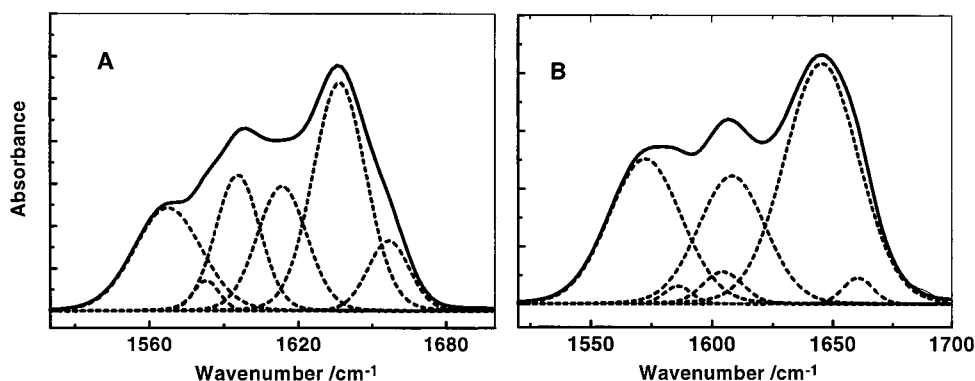 A
B
Absorbance
1560
1620
1680
1550
1600
1650
1700
Wavenumber /cm-1
Wavenumber /cm-1